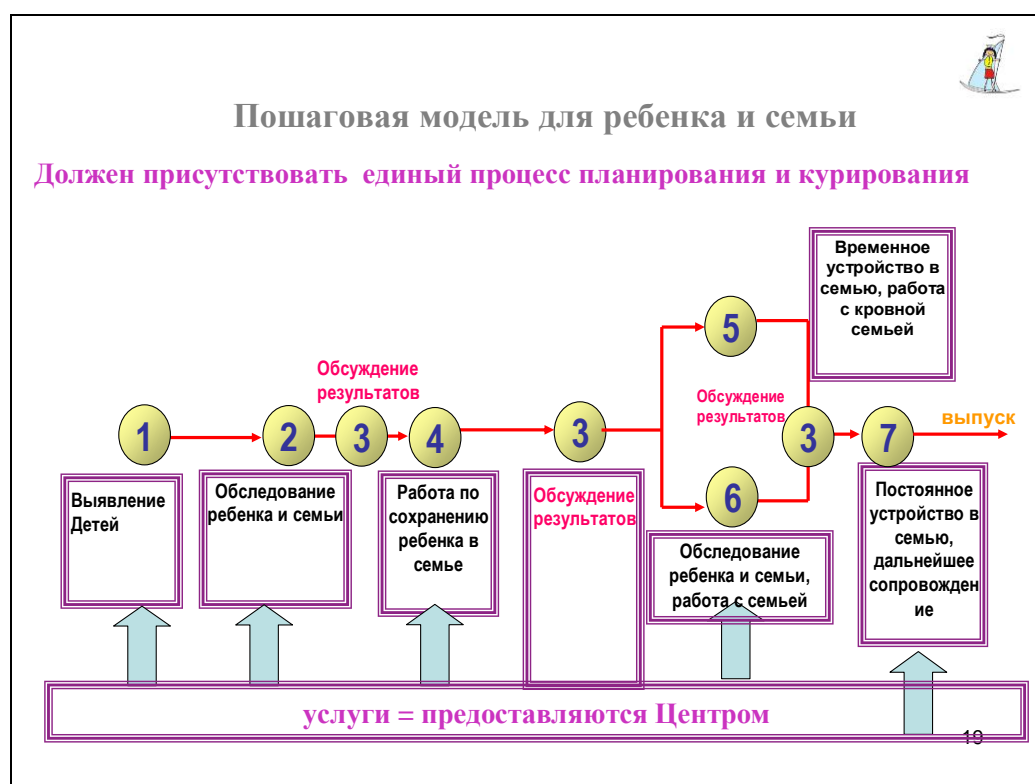 Пошаговая модель для ребенка и семьи
Должен присутствовать единый процесс планирования и курирования
Временное
устройство в
семью, работа
с кровной
семьей
5
Обсуждение
результатов
Обсуждение
результатов
1
2
3
4
3
3
7
выпуск
6
Выявление
Детей
Обследование
ребенка и семьи
Работа по
сохранению
ребенка в
семье
Обсуждение
результатов
Обследование
ребенка и семьи,
работа с семьей
Постоянное
устройство в
семью,
дальнейшее
сопровожден
ие
услуги = предоставляются Центром
19